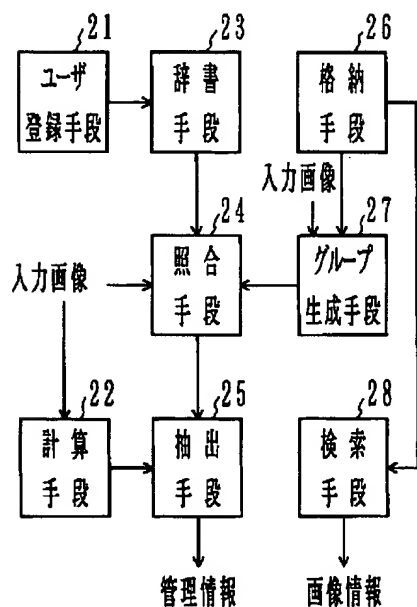 21
ユーザ
登録手段
23
辞書
手段
26
格納
手段
入力画像
24
照合
手段
27
グループ
生成手段
入力画像
22
計算
手段
25
抽出
手段
28
検索
手段
管理情報
画像情報